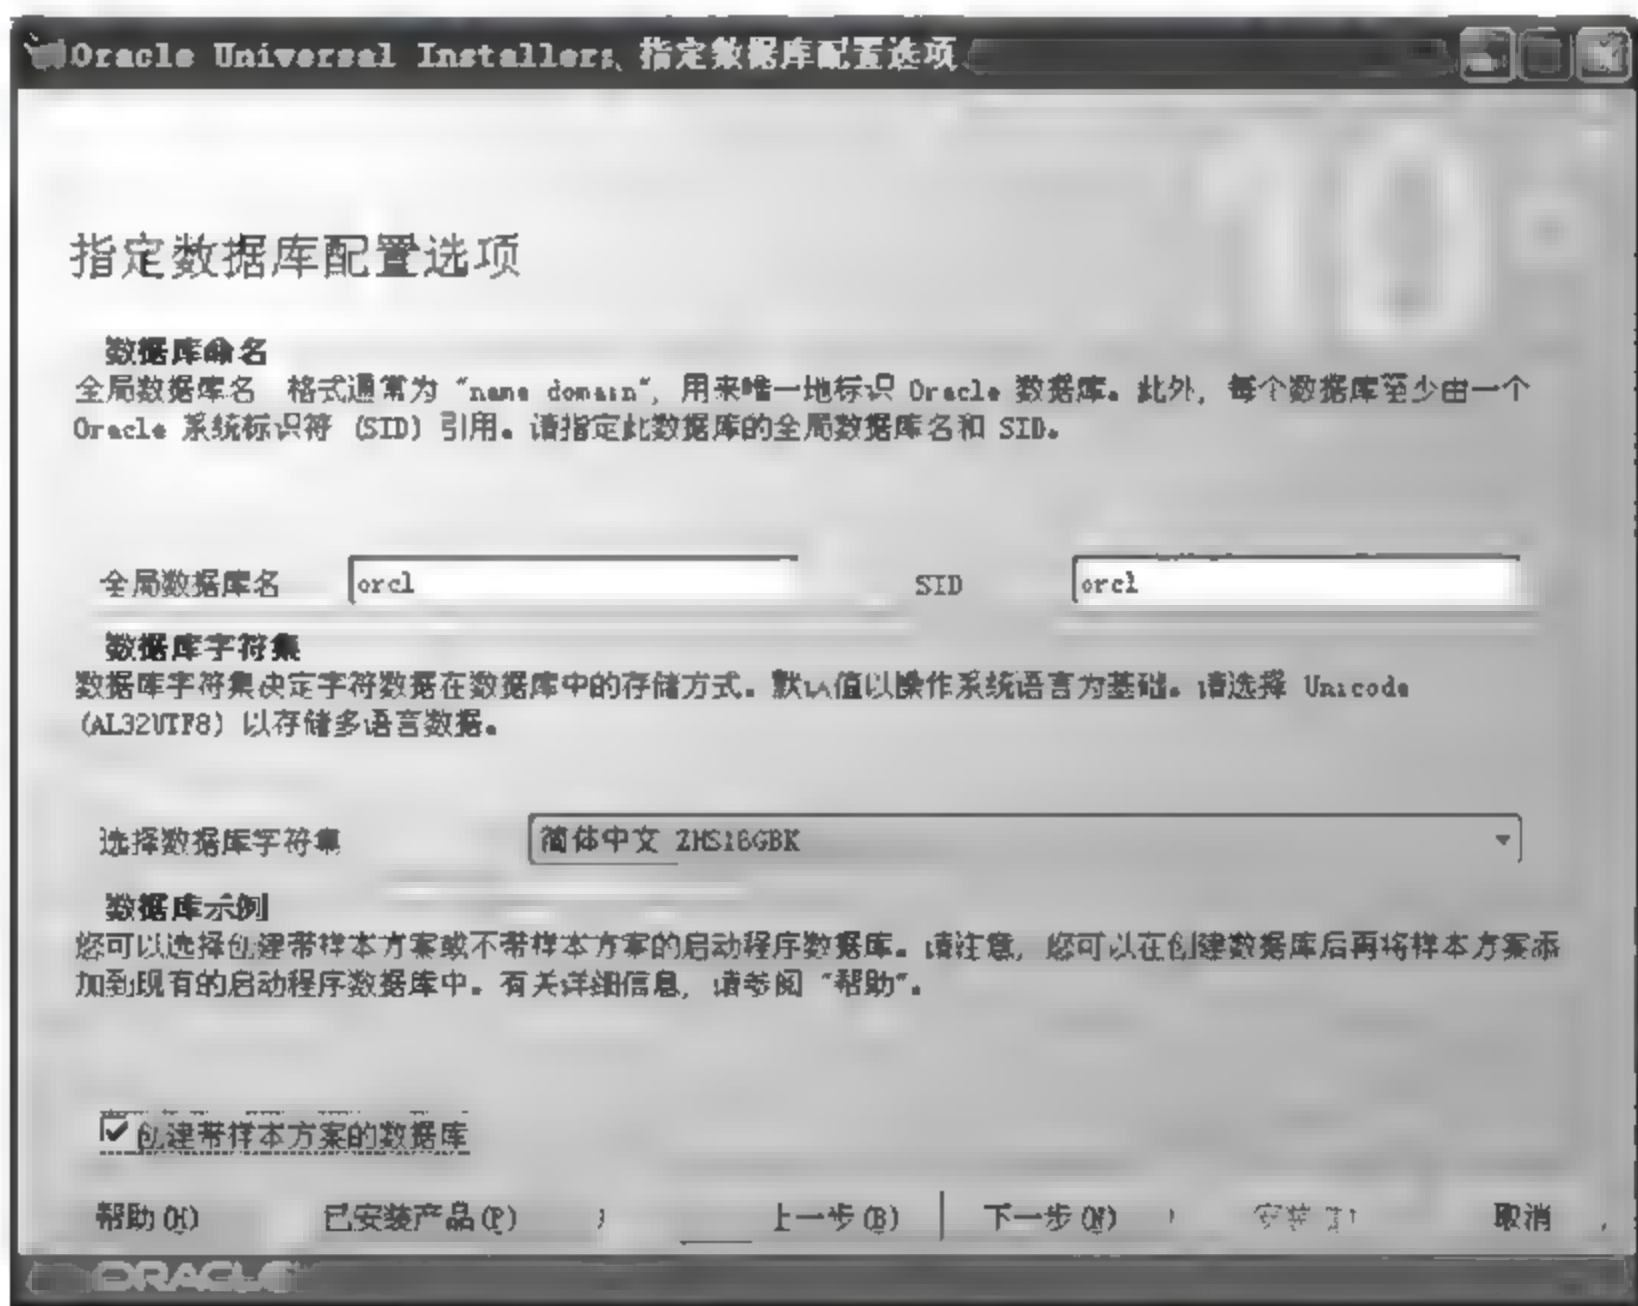 Oracle Universal Installer: 指定数据库配置选项
10
指定数据库配置选项
数据库命名
全局数据库名 格式通常为 "name domain", 用来唯一地标识 Oracle 数据库。此外, 每个数据库至少由一个
Oracle 系统标识符 (SID) 引用。请指定此数据库的全局数据库名和 SID。
全局数据库名 orcl SID orcl
数据库字符集
数据库字符集决定字符数据在数据库中的存储方式。默认值以操作系统语言为基础。请选择 Unicode
(AL32UTF8) 以存储多语言数据。
选择数据库字符集 简体中文 ZHS16GBK
数据库示例
您可以选择创建带样本方案或不带样本方案的启动程序数据库。请注意, 您可以在创建数据库后再将样本方案添
加到现有的启动程序数据库中。有关详细信息, 请参阅 "帮助"。
创建带样本方案的数据库
帮助(H) 已安装产品(P) 上一步(B) 下一步(N) 安装(I) 取消
ORACLE